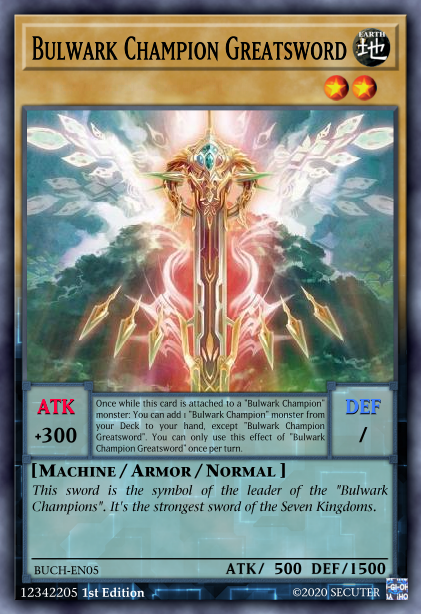 Bulwark Champion Greatsword
EARTH
地
ATK
+300
Once while this card is attached to a "Bulwark Champion"
monster: You can add 1 "Bulwark Champion" monster from
your Deck to your hand, except "Bulwark Champion
Greatsword". You can only use this effect of "Bulwark
Champion Greatsword" once per turn.
DEF
/
[Machine / Armor / Normal ]
This sword is the symbol of the leader of the "Bulwark
Champions". It's the strongest sword of the Seven Kingdoms.
BUCH-EN05
ATK/ 500 DEF/1500
12342205 1st Edition
©2020 SECUTER